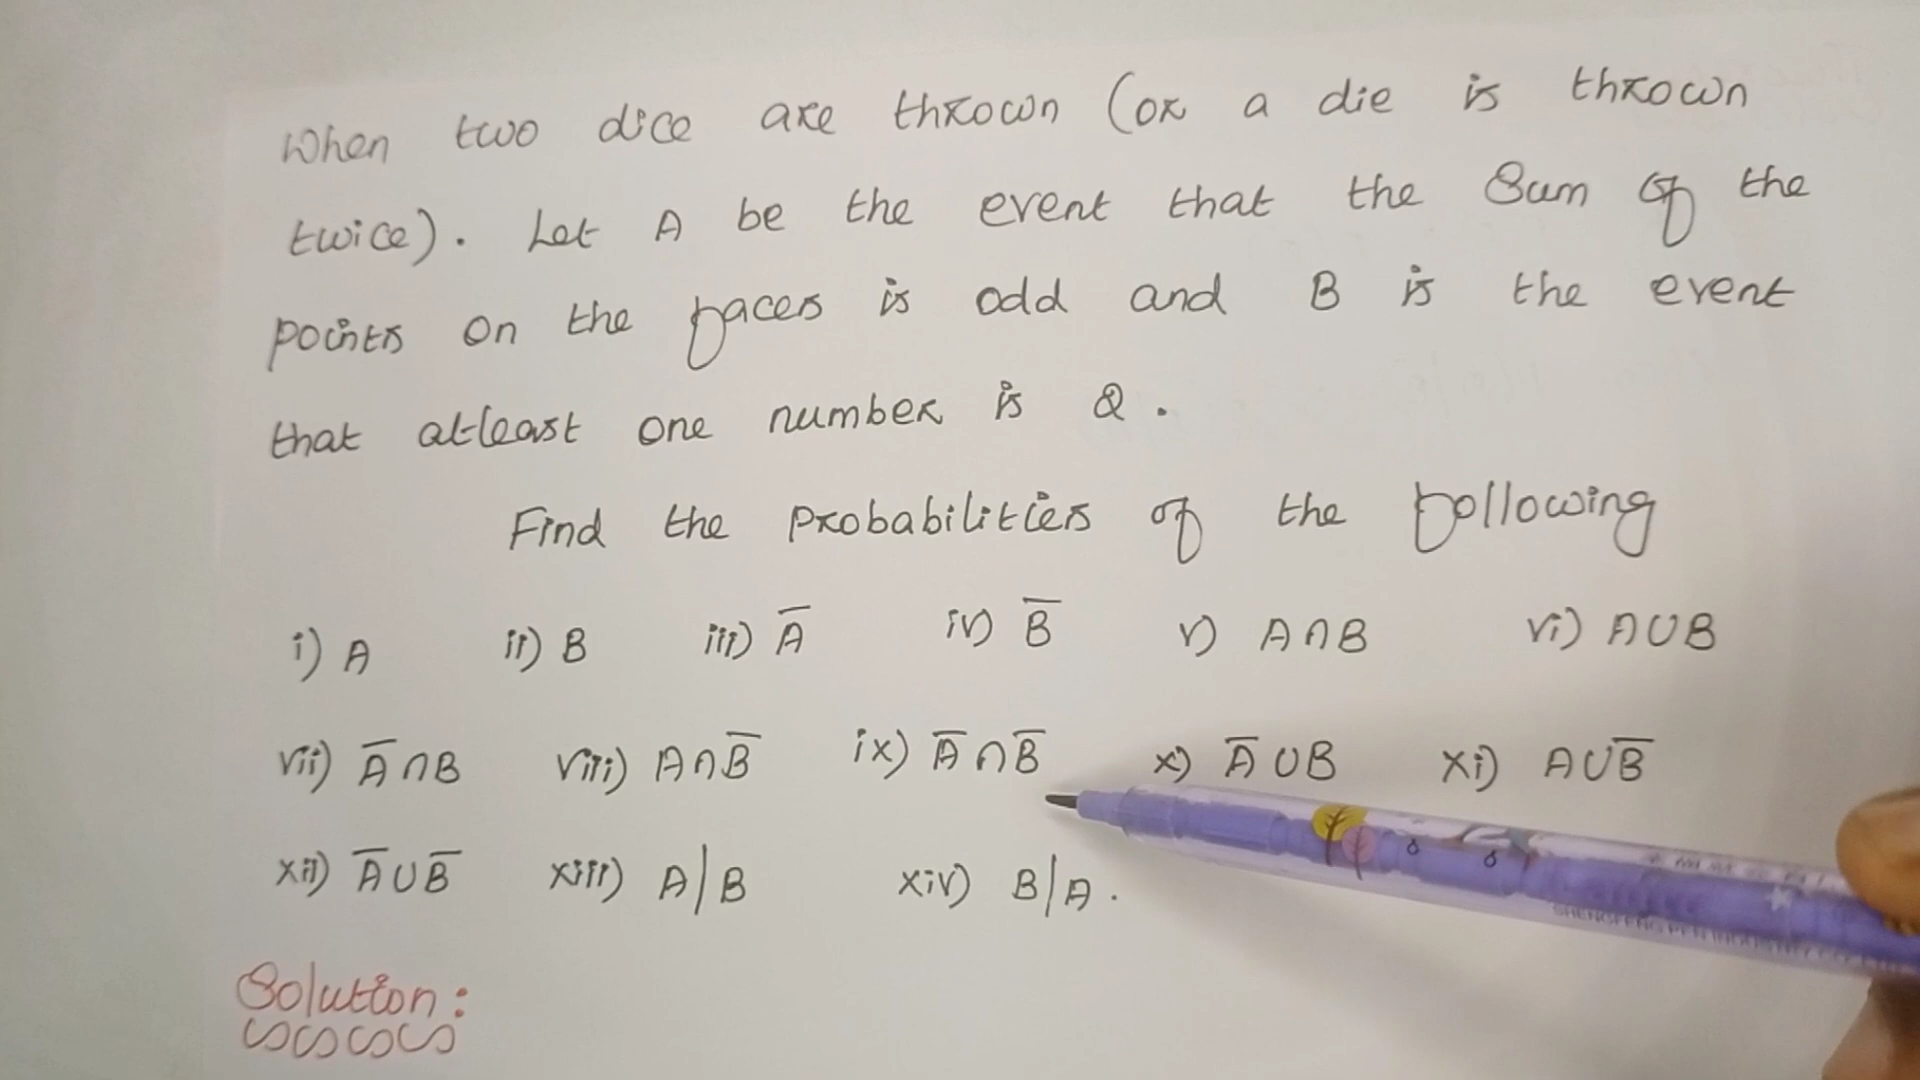 When two dice are thrown (or a die is thrown
twice). Let A be the event that the Sum of the
points on the faces is odd and B is the event
that atleast one number is 2.
Find the probabilities of the following
i) A ii) B iii) A̅ iv) B̅ v) A∩B vi) A∪B
vii) A̅∩B viii) A∩B̅ ix) A̅∩B̅ x) A̅∪B xi) A∪B̅
xii) A̅∪B̅ xiii) A|B xiv) B|A.
Solution: